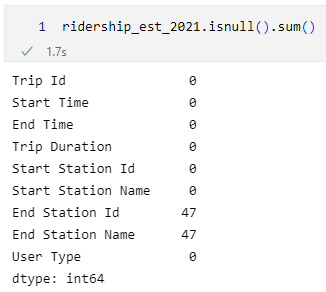 1 ridership_est_2021.isnull().sum()
✓ 1.7s
Trip Id 0
Start Time 0
End Time 0
Trip Duration 0
Start Station Id 0
Start Station Name 0
End Station Id 47
End Station Name 47
User Type 0
dtype: int64